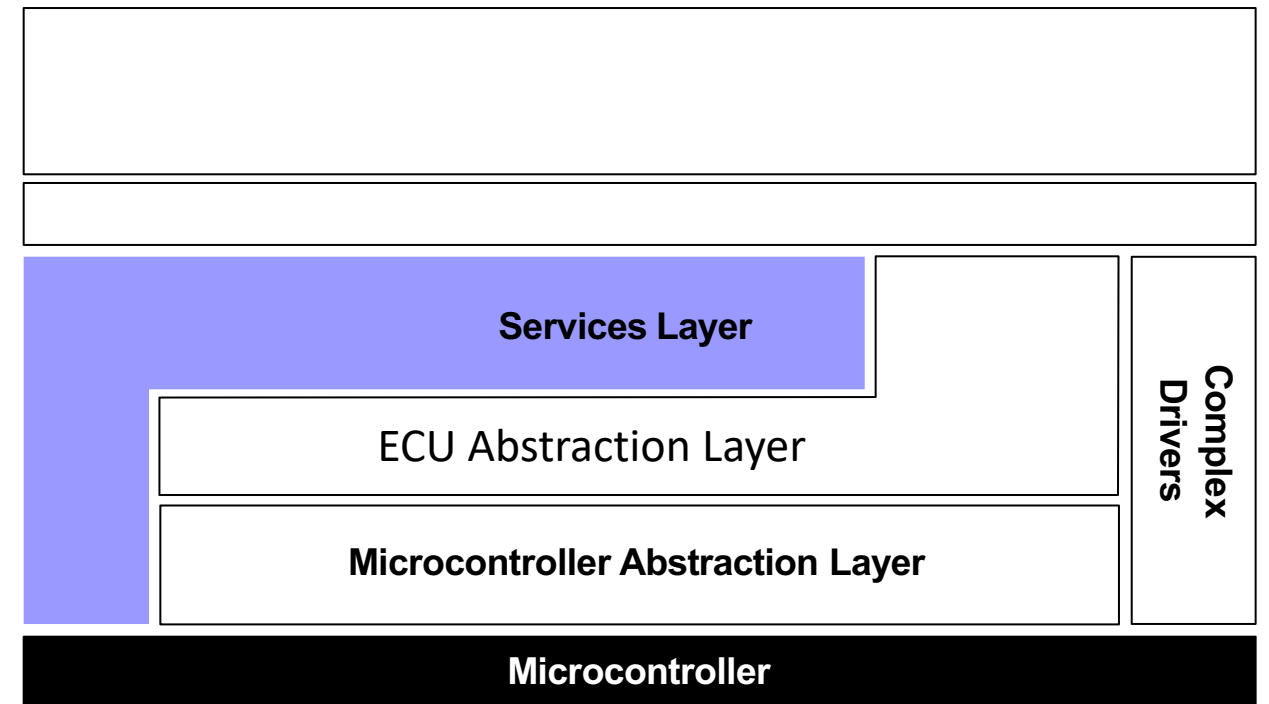 Services Layer
ECU Abstraction Layer
Microcontroller Abstraction Layer
Complex
Drivers
Microcontroller